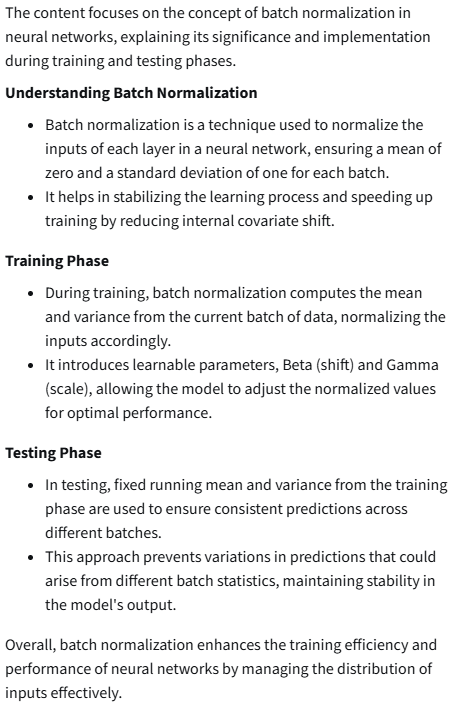 The content focuses on the concept of batch normalization in
neural networks, explaining its significance and implementation
during training and testing phases.
Understanding Batch Normalization
• Batch normalization is a technique used to normalize the
inputs of each layer in a neural network, ensuring a mean of
zero and a standard deviation of one for each batch.
• It helps in stabilizing the learning process and speeding up
training by reducing internal covariate shift.
Training Phase
• During training, batch normalization computes the mean
and variance from the current batch of data, normalizing the
inputs accordingly.
• It introduces learnable parameters, Beta (shift) and Gamma
(scale), allowing the model to adjust the normalized values
for optimal performance.
Testing Phase
• In testing, fixed running mean and variance from the training
phase are used to ensure consistent predictions across
different batches.
• This approach prevents variations in predictions that could
arise from different batch statistics, maintaining stability in
the model's output.
Overall, batch normalization enhances the training efficiency and
performance of neural networks by managing the distribution of
inputs effectively.